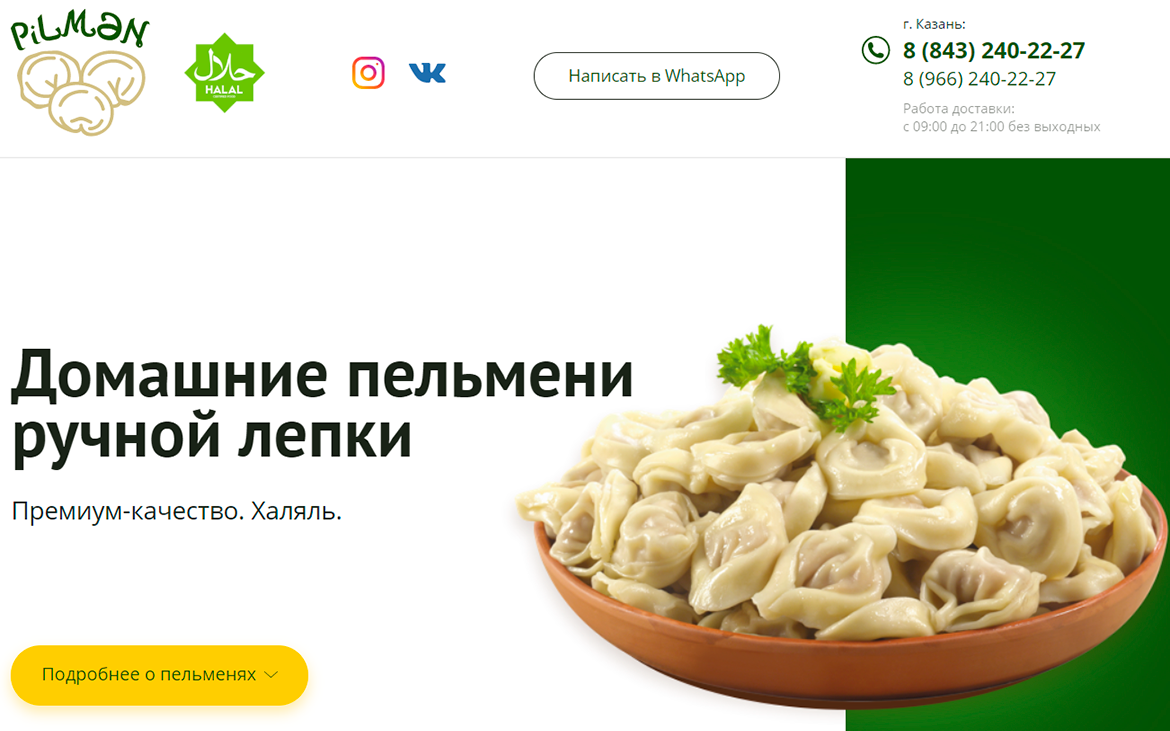 PiLMəN
حلال
HALAL
Написать в WhatsApp
г. Казань:
8 (843) 240-22-27
8 (966) 240-22-27
Работа доставки:
с 09:00 до 21:00 без выходных
Домашние пельмени
ручной лепки
Премиум-качество. Халяль.
Подробнее о пельменях